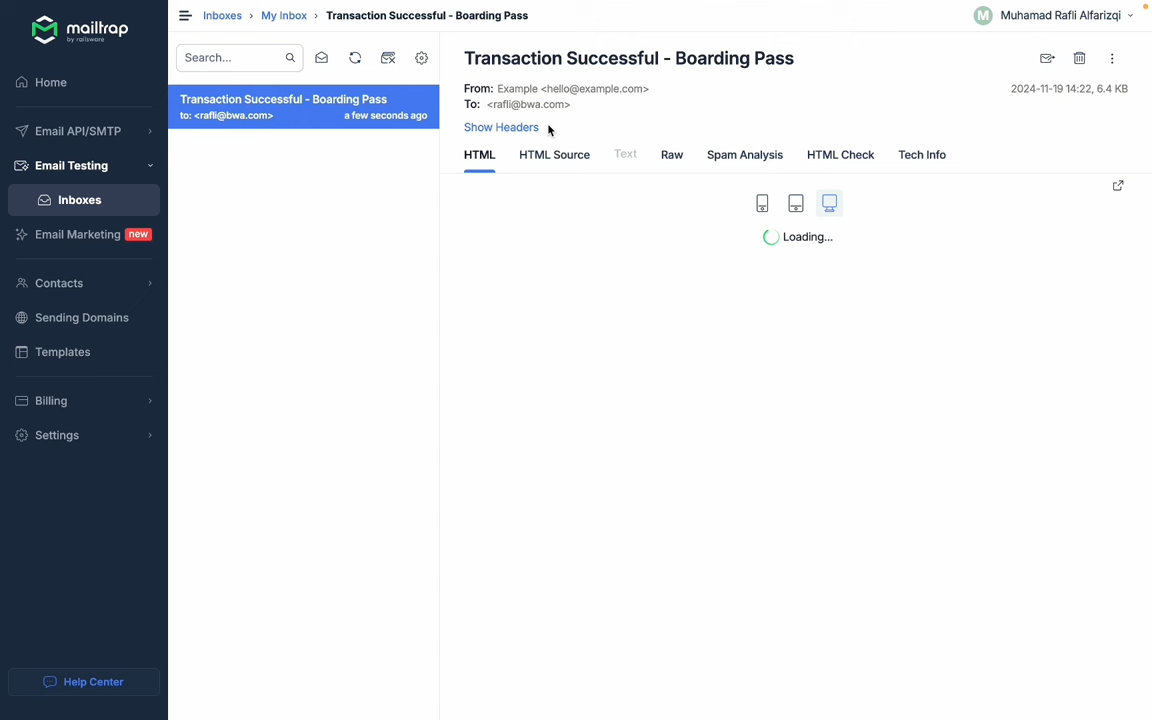 mailtrap
by railsware
Home
Email API/SMTP
Email Testing
Inboxes
Email Marketing new
Contacts
Sending Domains
Templates
Billing
Settings
Help Center
Inboxes › My Inbox › Transaction Successful - Boarding Pass
M Muhamad Rafli Alfarizqi
Search...
Transaction Successful - Boarding Pass
to: <rafli@bwa.com> a few seconds ago
Transaction Successful - Boarding Pass
From: Example <hello@example.com> 2024-11-19 14:22, 6.4 KB
To: <rafli@bwa.com>
Show Headers
HTML HTML Source Text Raw Spam Analysis HTML Check Tech Info
Loading...